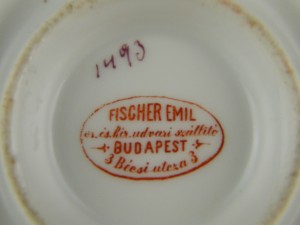 1493
FISCHER EMIL
cs. és kir. udvari szállító
BUDAPEST
3 Bécsi utcza 3